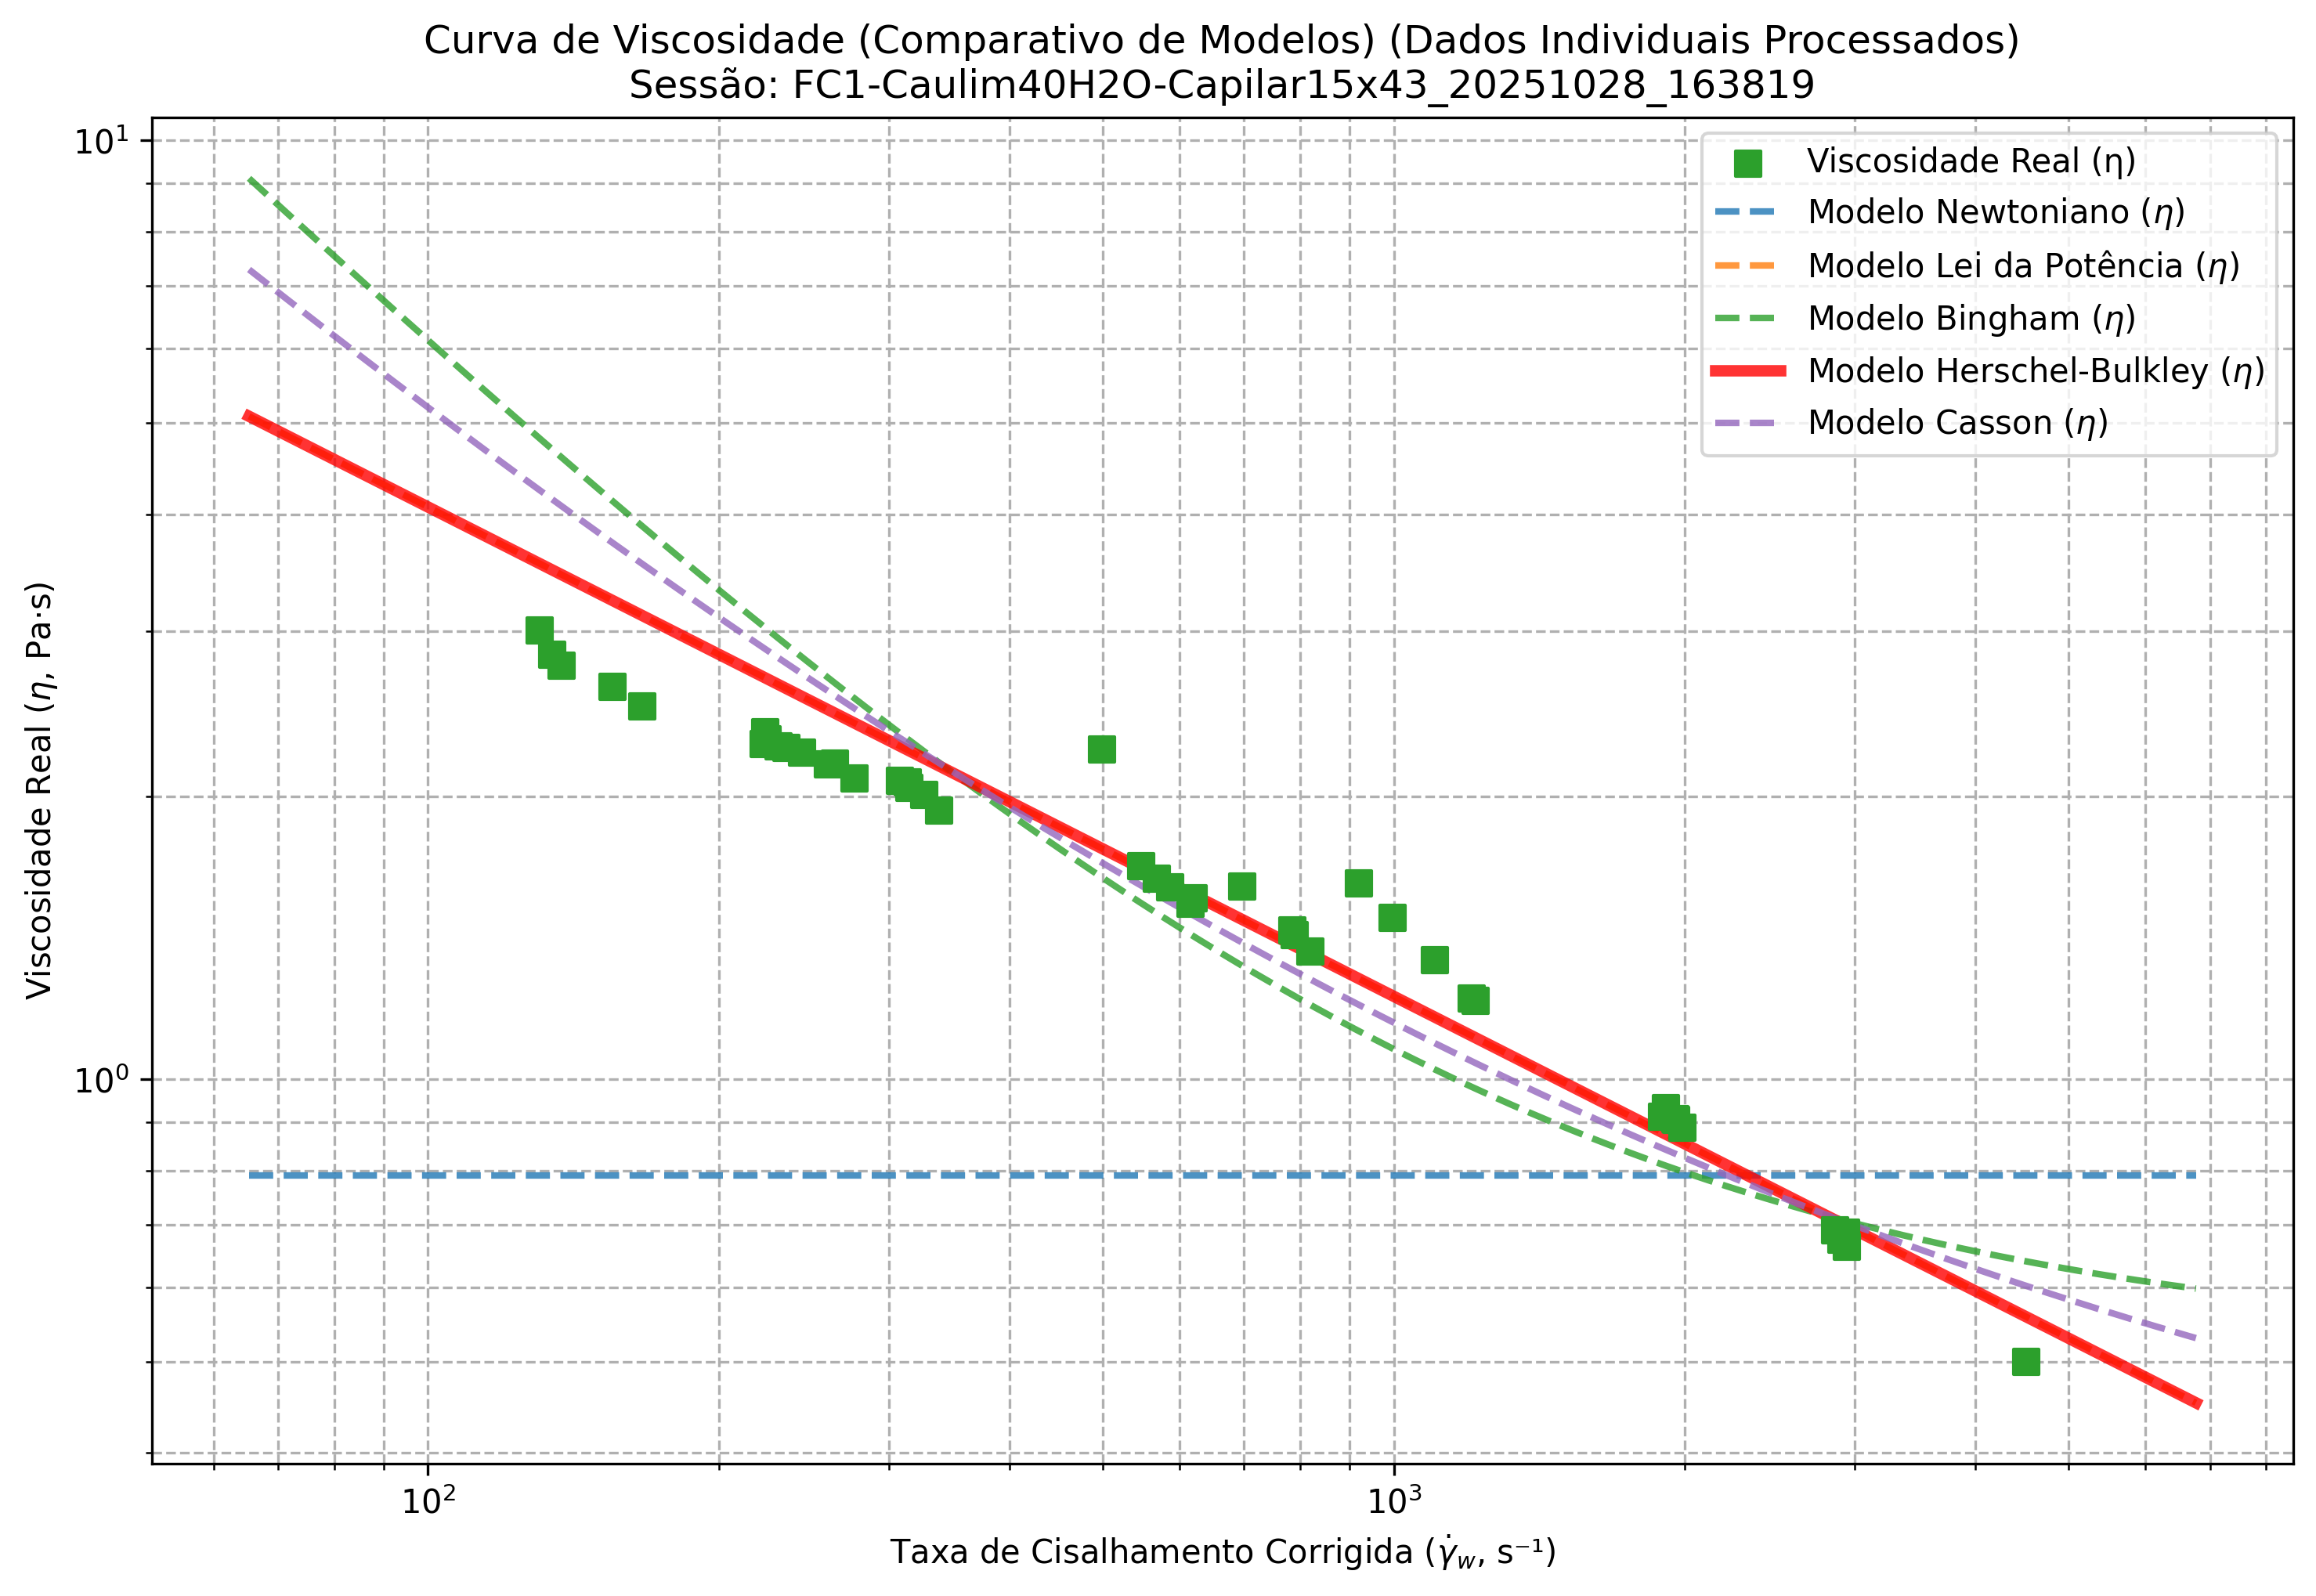 Curva de Viscosidade (Comparativo de Modelos) (Dados Individuais Processados)
Sessão: FC1-Caulim40H2O-Capilar15x43_20251028_163819
Viscosidade Real (η)
Modelo Newtoniano (η)
Modelo Lei da Potência (η)
Modelo Bingham (η)
Modelo Herschel-Bulkley (η)
Modelo Casson (η)
Viscosidade Real (η, Pa·s)
10¹
10⁰
10²
10³
Taxa de Cisalhamento Corrigida (γ̇w, s⁻¹)